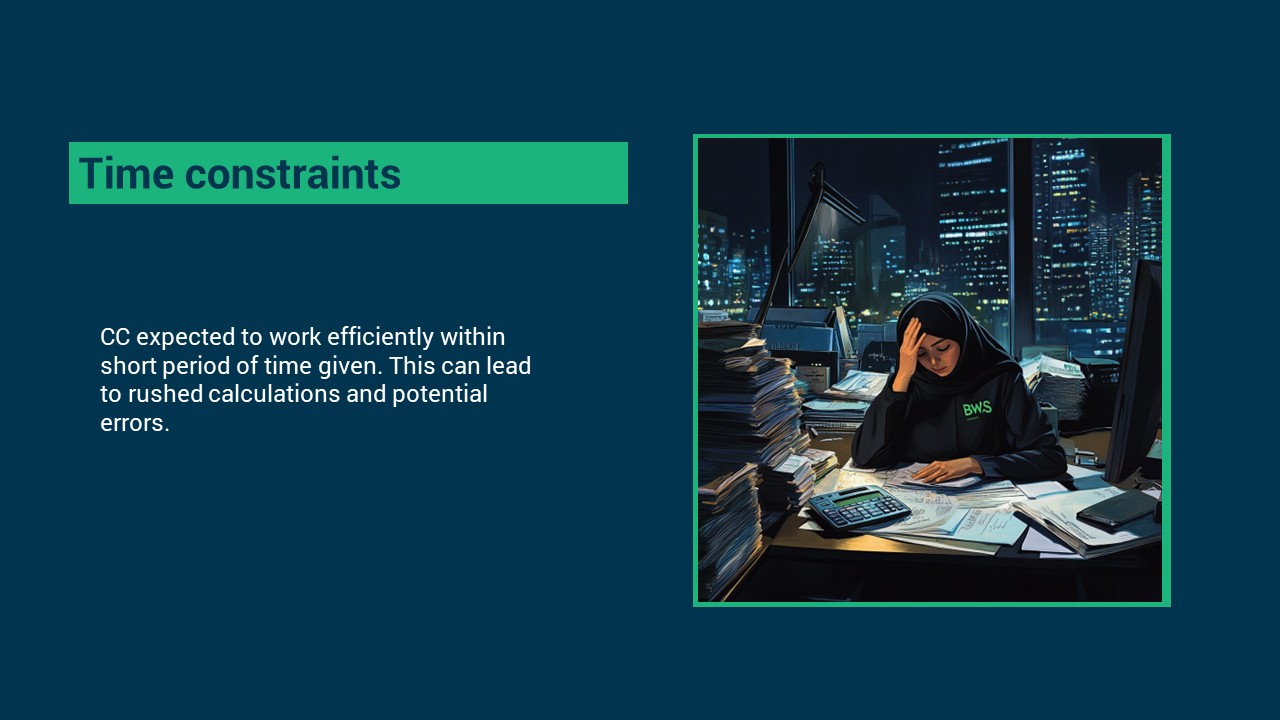 Time constraints
CC expected to work efficiently within
short period of time given. This can lead
to rushed calculations and potential
errors.
BWS